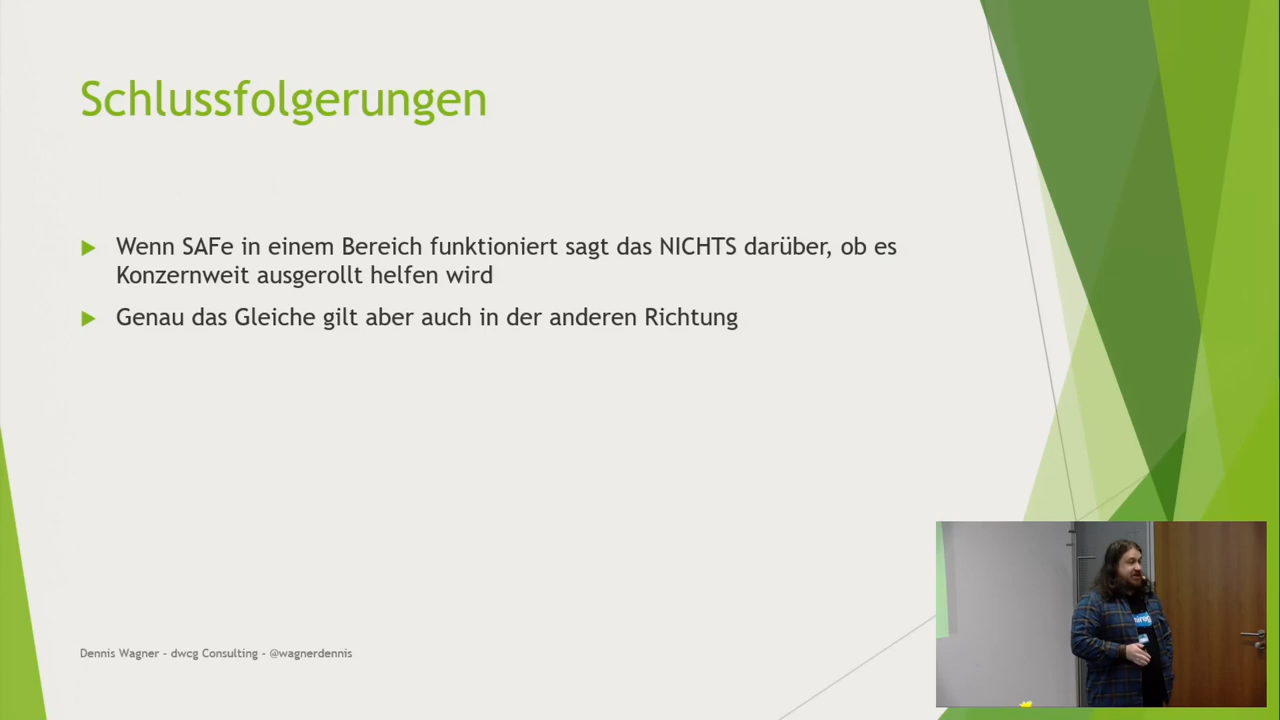 Schlussfolgerungen
Wenn SAFe in einem Bereich funktioniert sagt das NICHTS darüber, ob es
Konzernweit ausgerollt helfen wird
Genau das Gleiche gilt aber auch in der anderen Richtung
Dennis Wagner - dwcg Consulting - @wagnerdennis